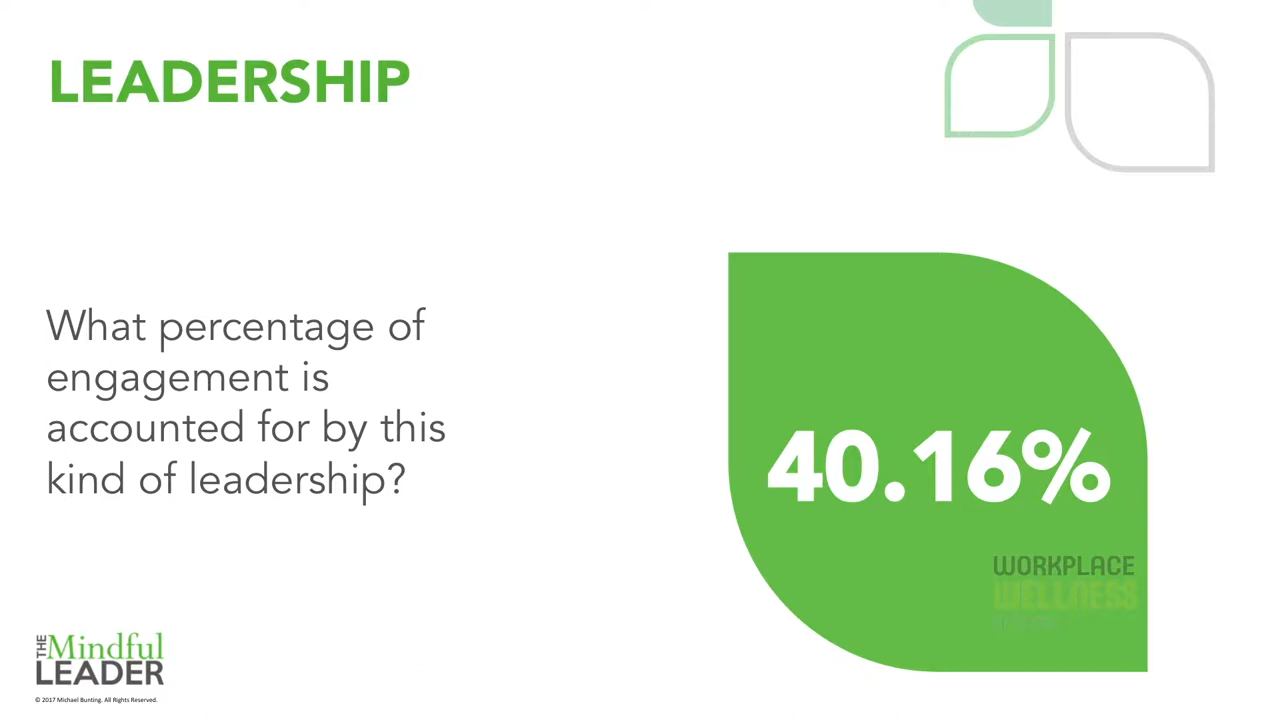 LEADERSHIP
What percentage of
engagement is
accounted for by this
kind of leadership?
40.16%
WORKPLACE
WELLNESS
THE Mindful
LEADER
© 2017 Michael Bunting. All Rights Reserved.